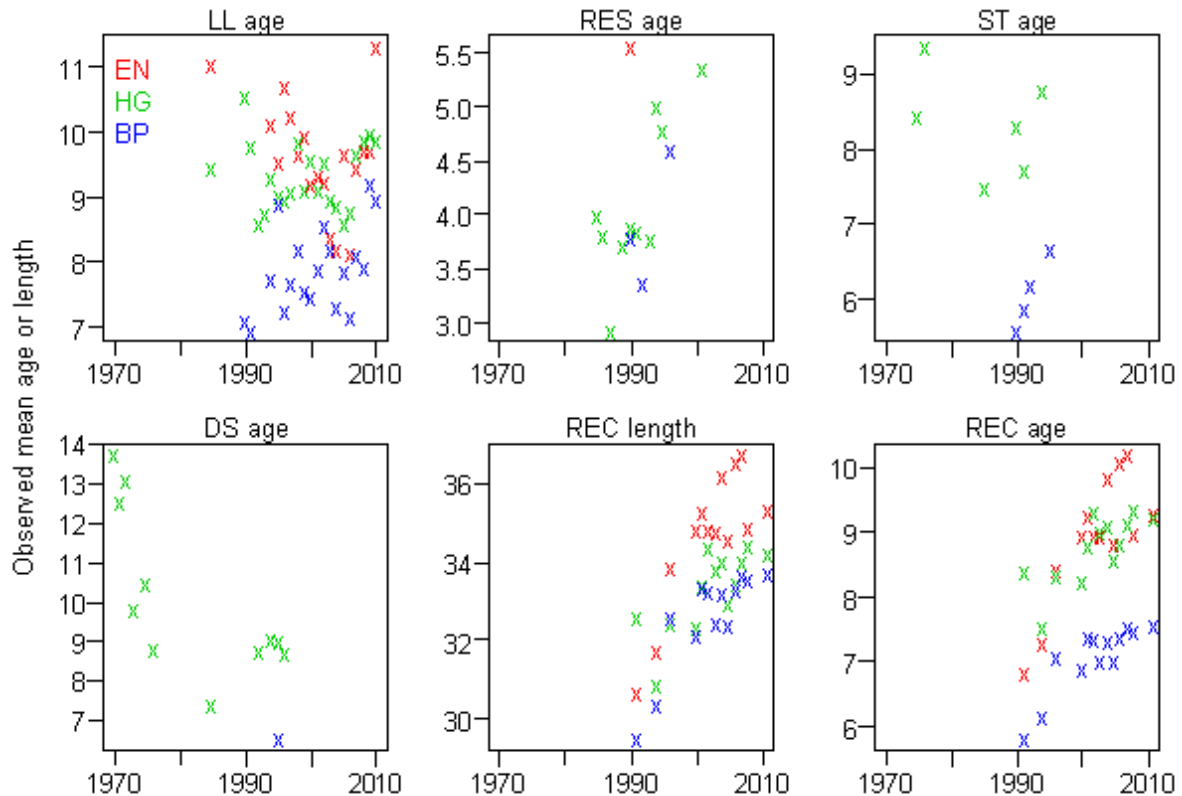 LL age
RES age
ST age
EN
HG
BP
11
10
9
8
7
5.5
5.0
4.5
4.0
3.5
3.0
9
8
7
6
1970 1990 2010
1970 1990 2010
1970 1990 2010
Observed mean age or length
DS age
REC length
REC age
14
13
12
11
10
9
8
7
36
34
32
30
10
9
8
7
6
1970 1990 2010
1970 1990 2010
1970 1990 2010